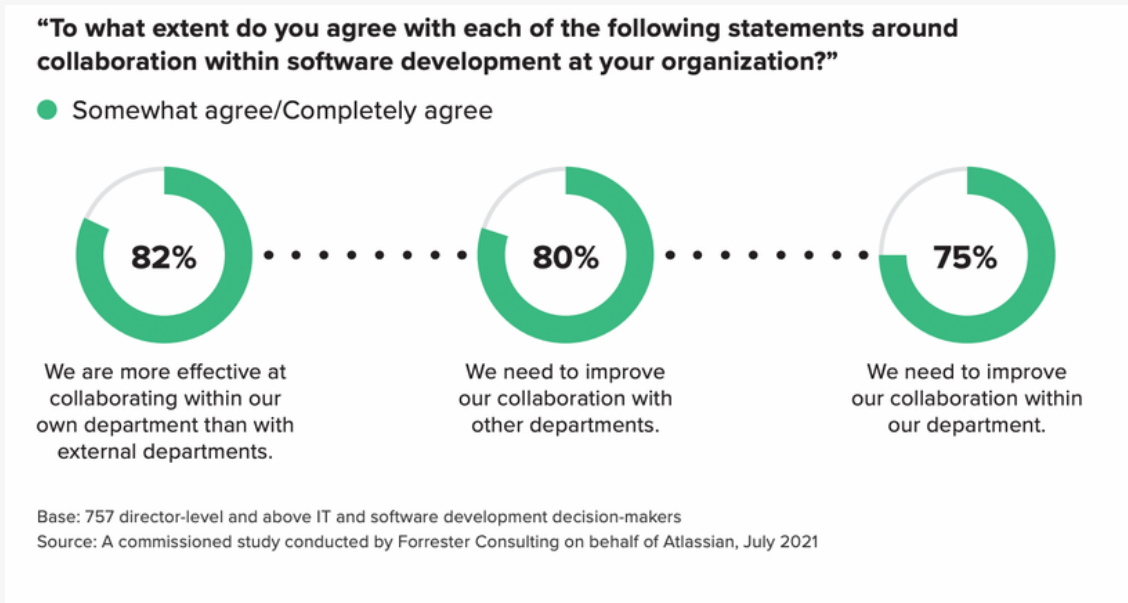 “To what extent do you agree with each of the following statements around
collaboration within software development at your organization?”
Somewhat agree/Completely agree
82%
80%
75%
We are more effective at
collaborating within our
own department than with
external departments.
We need to improve
our collaboration with
other departments.
We need to improve
our collaboration within
our department.
Base: 757 director-level and above IT and software development decision-makers
Source: A commissioned study conducted by Forrester Consulting on behalf of Atlassian, July 2021